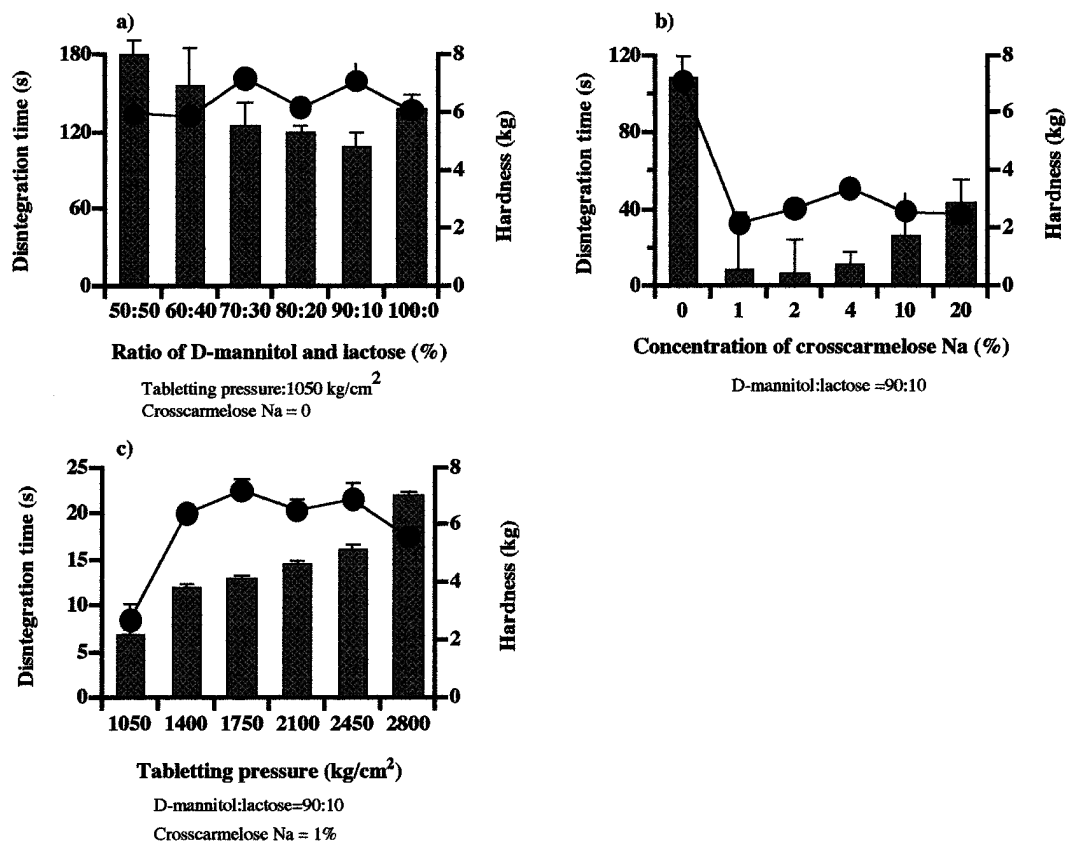 a)
180
120
60
0
Disntegration time (s)
8
6
4
2
0
Hardness (kg)
50:50 60:40 70:30 80:20 90:10 100:0
Ratio of D-mannitol and lactose (%)
Tabletting pressure:1050 kg/cm2
Crosscarmelose Na = 0
b)
120
80
40
0
Disntegration time (s)
8
6
4
2
0
Hardness (kg)
0 1 2 4 10 20
Concentration of crosscarmelose Na (%)
D-mannitol:lactose =90:10
c)
25
20
15
10
5
0
Disntegration time (s)
8
6
4
2
0
Hardness (kg)
1050 1400 1750 2100 2450 2800
Tabletting pressure (kg/cm2)
D-mannitol:lactose=90:10
Crosscarmelose Na = 1%